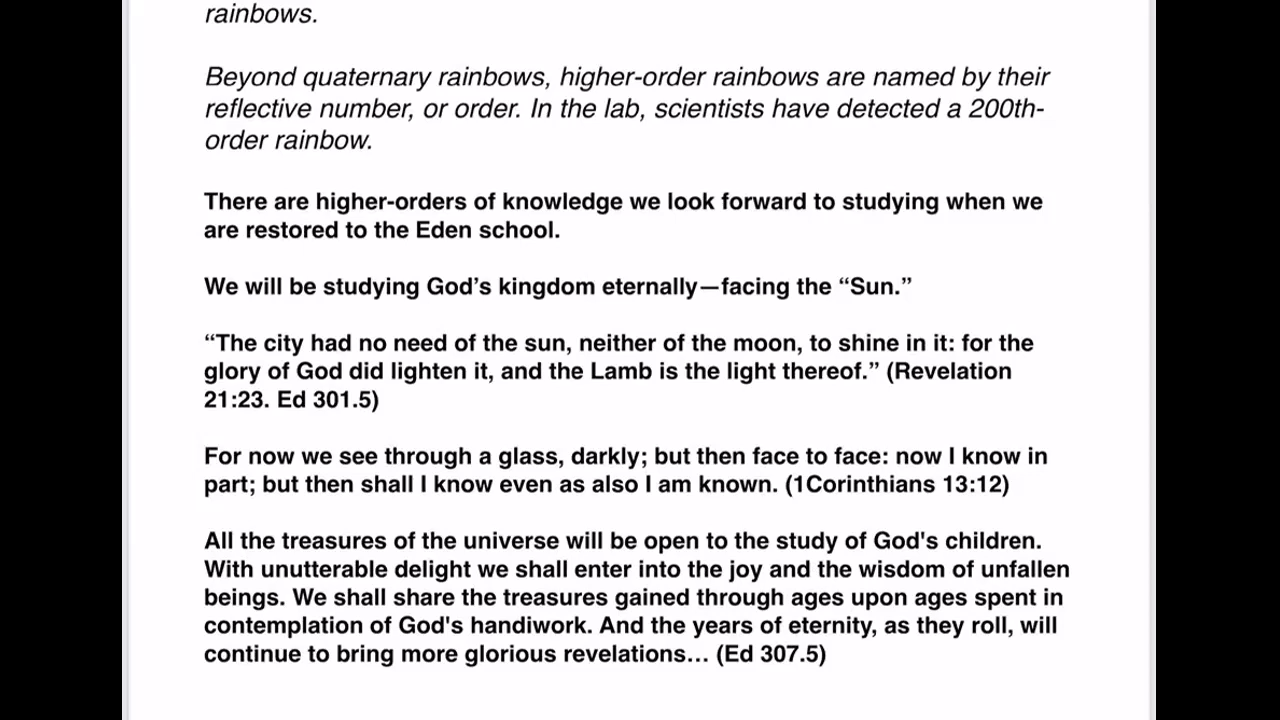 rainbows.
Beyond quaternary rainbows, higher-order rainbows are named by their
reflective number, or order. In the lab, scientists have detected a 200th-
order rainbow.
There are higher-orders of knowledge we look forward to studying when we
are restored to the Eden school.
We will be studying God’s kingdom eternally—facing the “Sun.”
“The city had no need of the sun, neither of the moon, to shine in it: for the
glory of God did lighten it, and the Lamb is the light thereof.” (Revelation
21:23. Ed 301.5)
For now we see through a glass, darkly; but then face to face: now I know in
part; but then shall I know even as also I am known. (1Corinthians 13:12)
All the treasures of the universe will be open to the study of God's children.
With unutterable delight we shall enter into the joy and the wisdom of unfallen
beings. We shall share the treasures gained through ages upon ages spent in
contemplation of God's handiwork. And the years of eternity, as they roll, will
continue to bring more glorious revelations… (Ed 307.5)